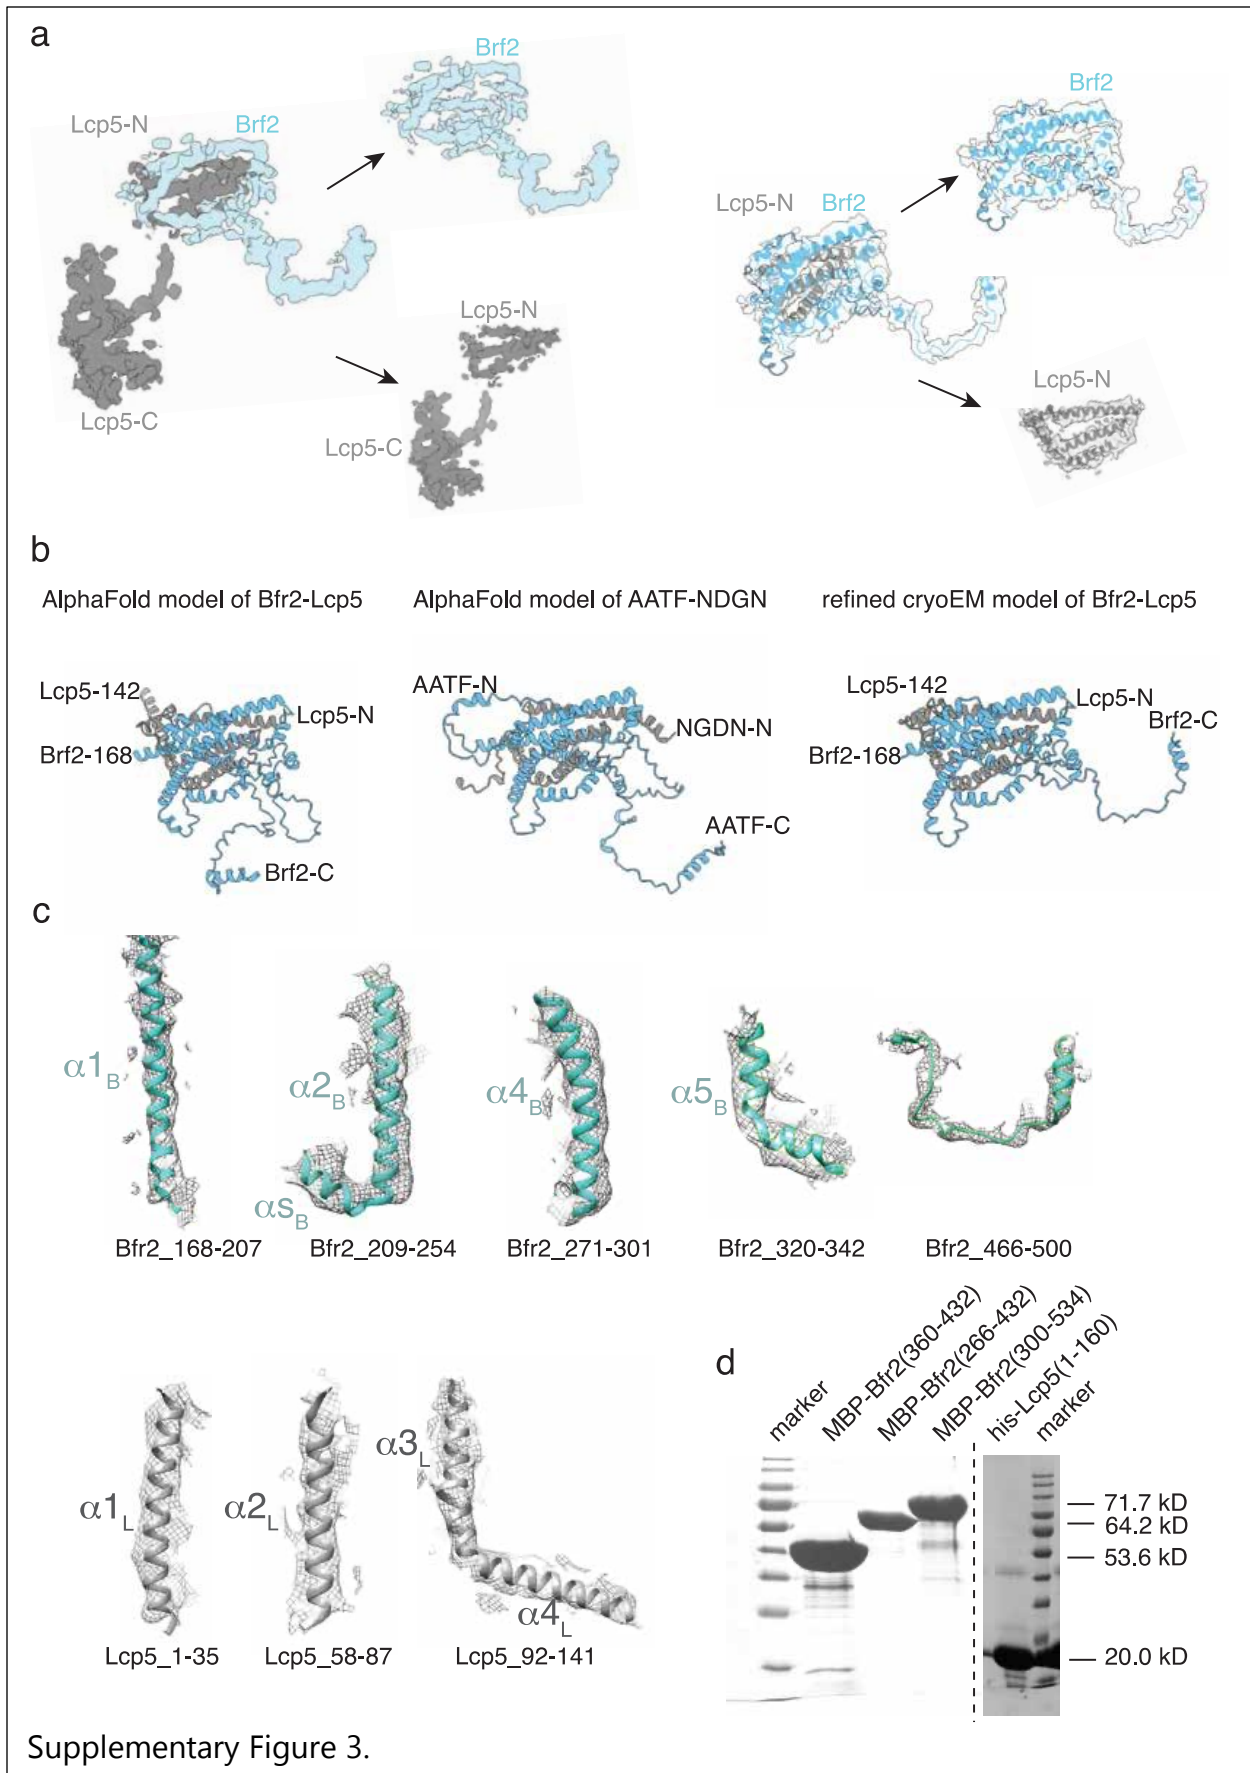 a
Brf2
Lcp5-N
Brf2
Lcp5-N
Lcp5-C
Lcp5-C
Brf2
Lcp5-N
Brf2
Lcp5-N
b
AlphaFold model of Bfr2-Lcp5
AlphaFold model of AATF-NDGN
refined cryoEM model of Bfr2-Lcp5
Lcp5-142
Lcp5-N
Brf2-168
Brf2-C
AATF-N
NGDN-N
AATF-C
Lcp5-142
Lcp5-N
Brf2-C
Brf2-168
c
α1B
α2B
αSB
α4B
α5B
Bfr2_168-207
Bfr2_209-254
Bfr2_271-301
Bfr2_320-342
Bfr2_466-500
α1L
α2L
α3L
α4L
Lcp5_1-35
Lcp5_58-87
Lcp5_92-141
d
marker
MBP-Bfr2(360-432)
MBP-Bfr2(266-432)
MBP-Bfr2(300-534)
his-Lcp5(1-160)
marker
71.7 kD
64.2 kD
53.6 kD
20.0 kD
Supplementary Figure 3.